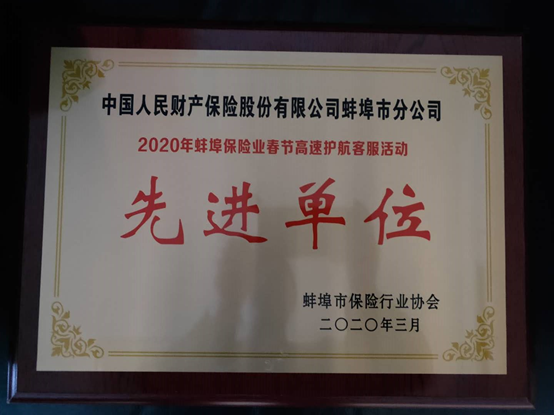 中国人民财产保险股份有限公司蚌埠市分公司
2020年蚌埠保险业春节高速护航客服活动
先进单位
蚌埠市保险行业协会
二〇二〇年三月